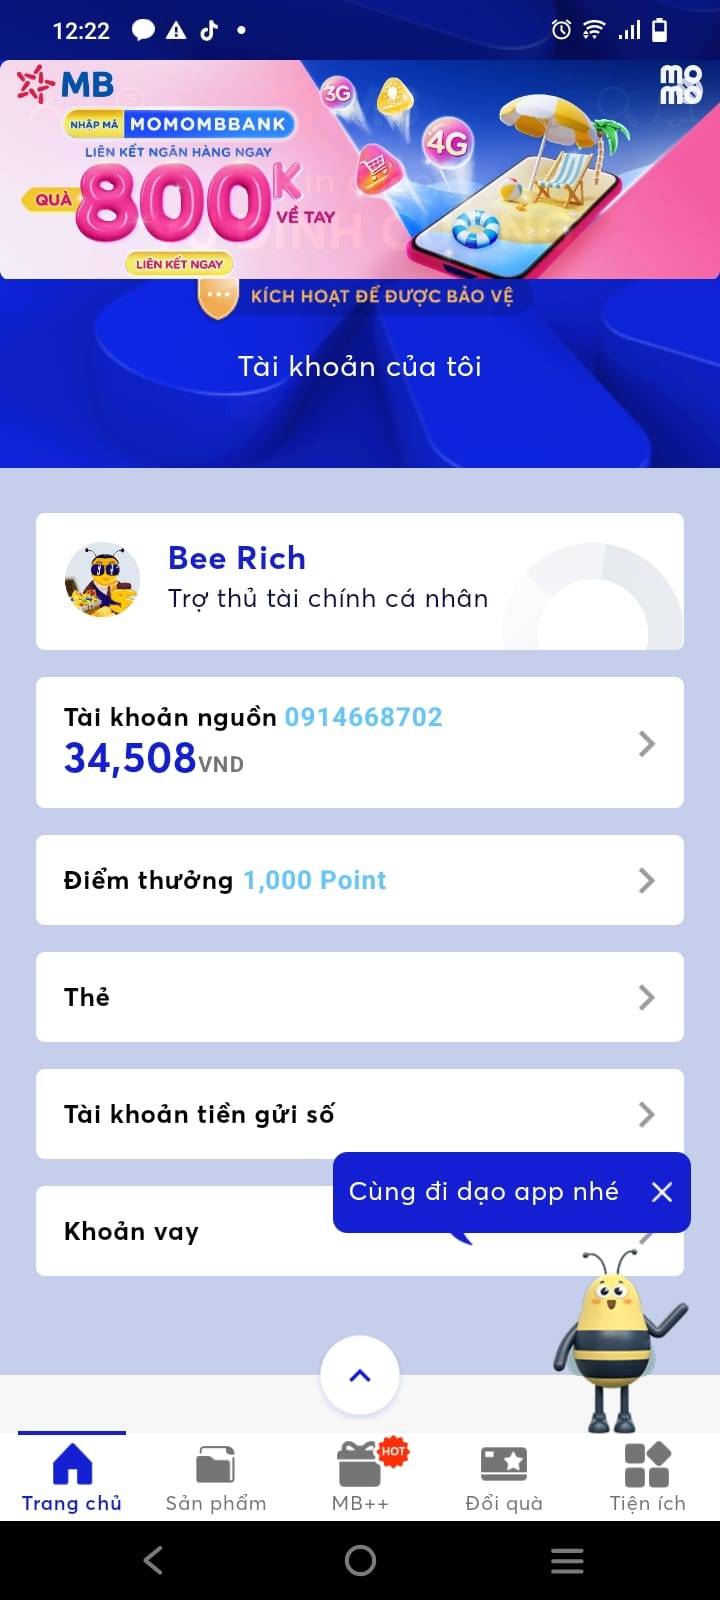 12:22
MB
momo
3G
4G
NHẬP MÃ MOMOMBBANK
LIÊN KẾT NGÂN HÀNG NGAY
QUÀ 800K VỀ TAY
LIÊN KẾT NGAY
KÍCH HOẠT ĐỂ ĐƯỢC BẢO VỆ
Tài khoản của tôi
Bee Rich
Trợ thủ tài chính cá nhân
Tài khoản nguồn 0914668702
34,508VND
Điểm thưởng 1,000 Point
Thẻ
Tài khoản tiền gửi số
Cùng đi dạo app nhé
Khoản vay
HOT
Trang chủ Sản phẩm MB++ Đổi quà Tiện ích